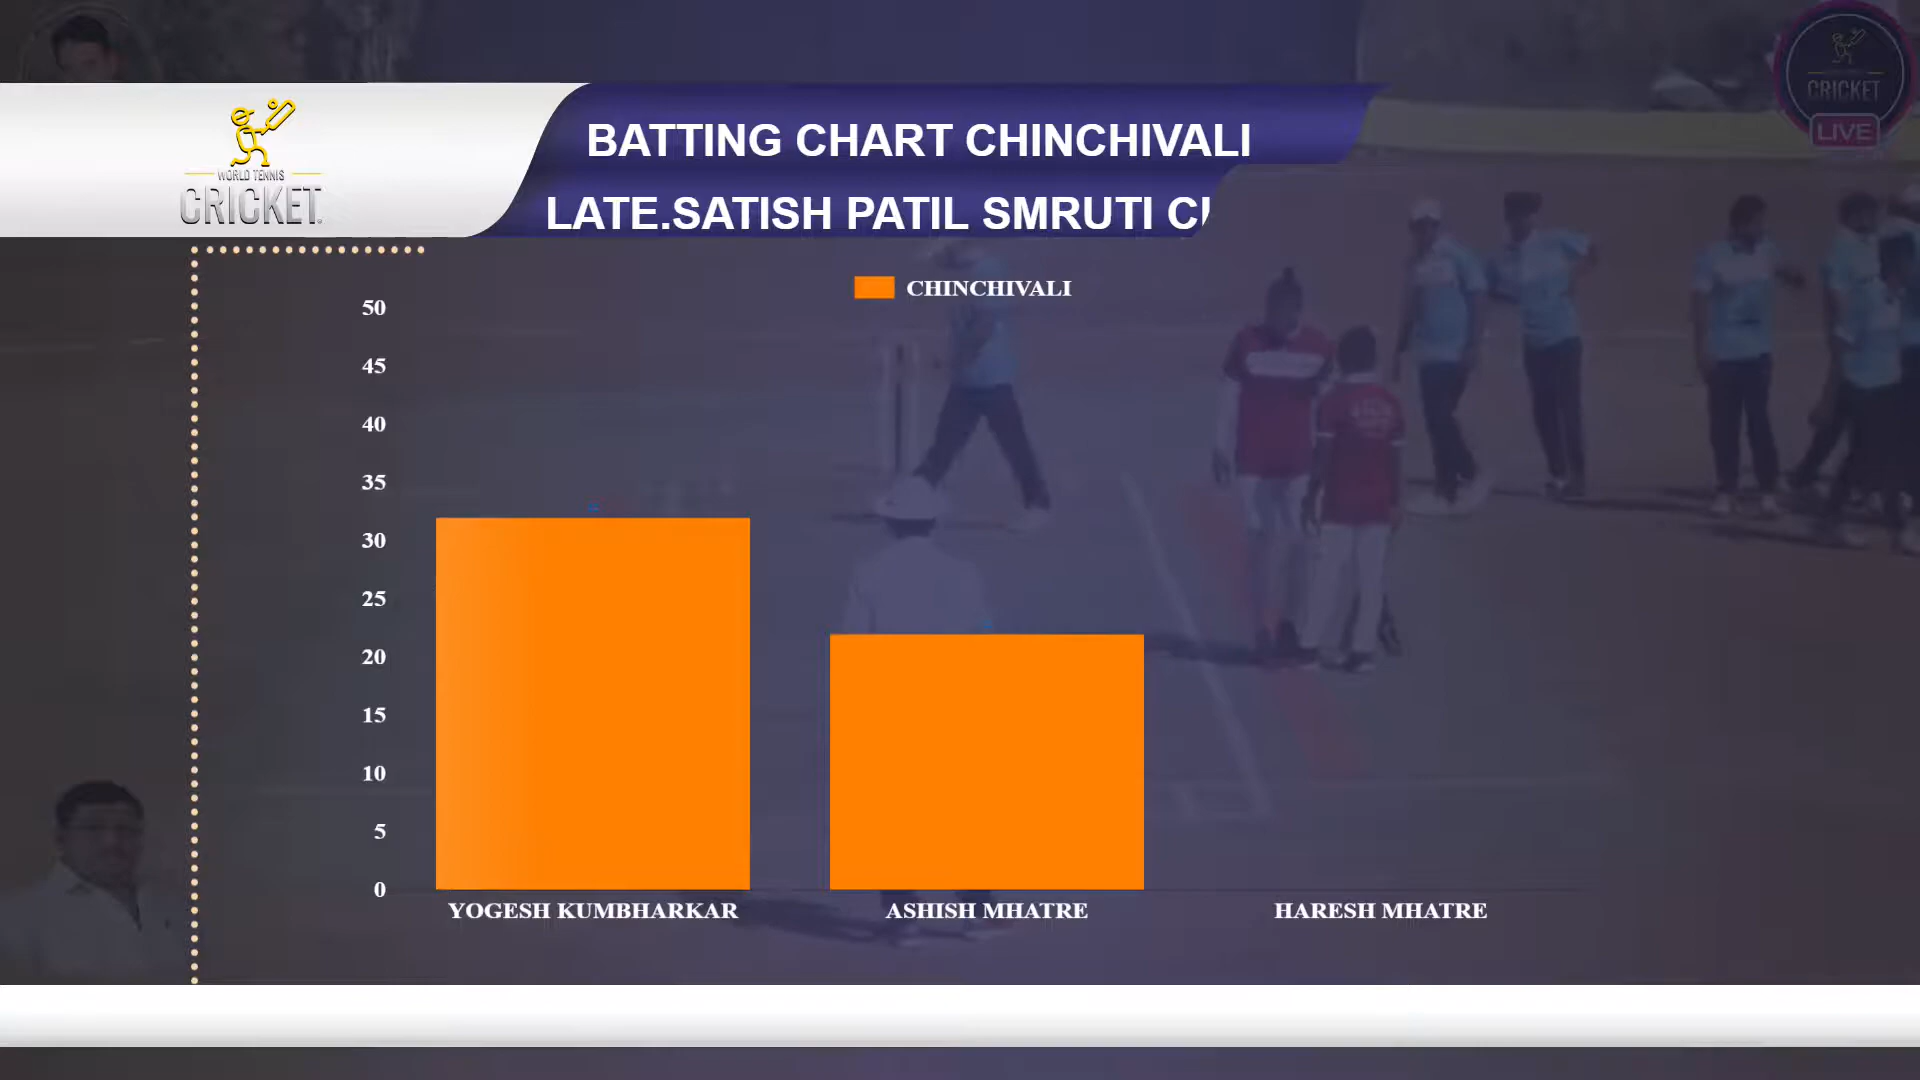 CRICKET
LIVE
WORLD TENNIS
CRICKET
BATTING CHART CHINCHIVALI
LATE.SATISH PATIL SMRUTI
CHINCHIVALI
50
45
40
35
30
25
20
15
10
5
0
YOGESH KUMBHARKAR
ASHISH MHATRE
HARESH MHATRE